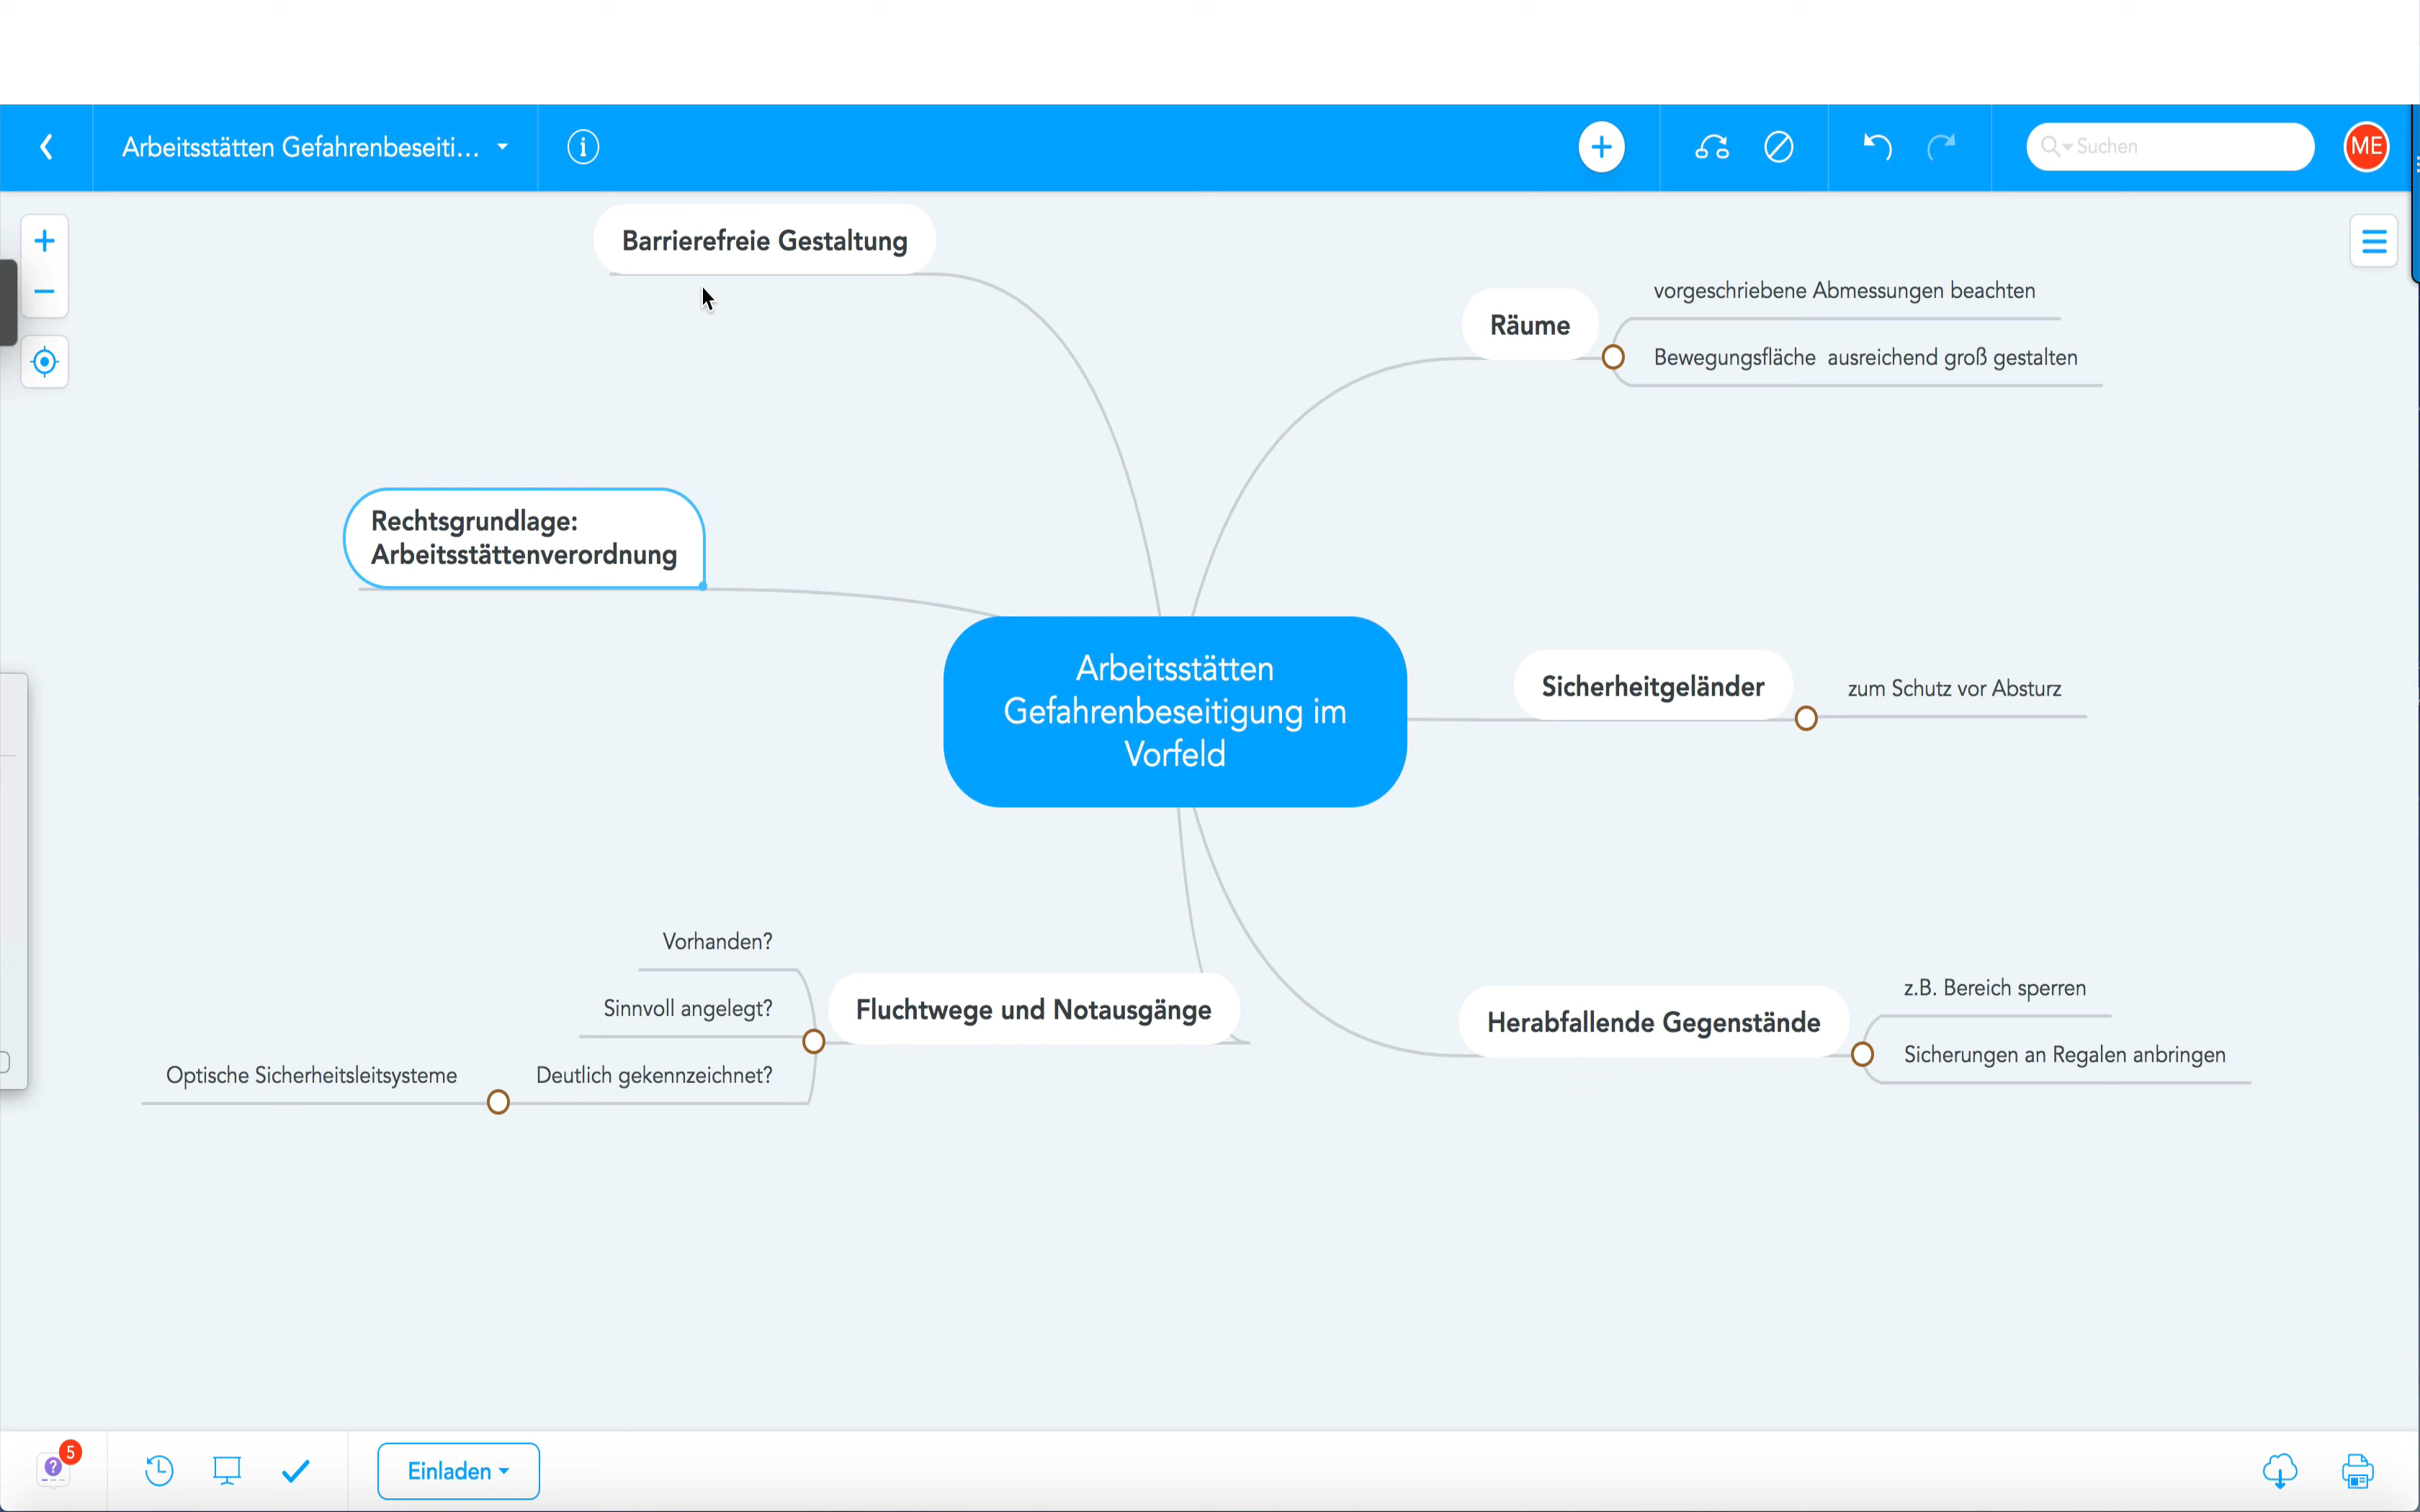 Arbeitsstätten Gefahrenbeseiti...
Suchen
ME
Barrierefreie Gestaltung
Räume
vorgeschriebene Abmessungen beachten
Bewegungsfläche ausreichend groß gestalten
Rechtsgrundlage:
Arbeitsstättenverordnung
Arbeitsstätten
Gefahrenbeseitigung im
Vorfeld
Sicherheitgeländer
zum Schutz vor Absturz
Vorhanden?
Sinnvoll angelegt?
Deutlich gekennzeichnet?
Optische Sicherheitsleitsysteme
Fluchtwege und Notausgänge
Herabfallende Gegenstände
z.B. Bereich sperren
Sicherungen an Regalen anbringen
5
Einladen